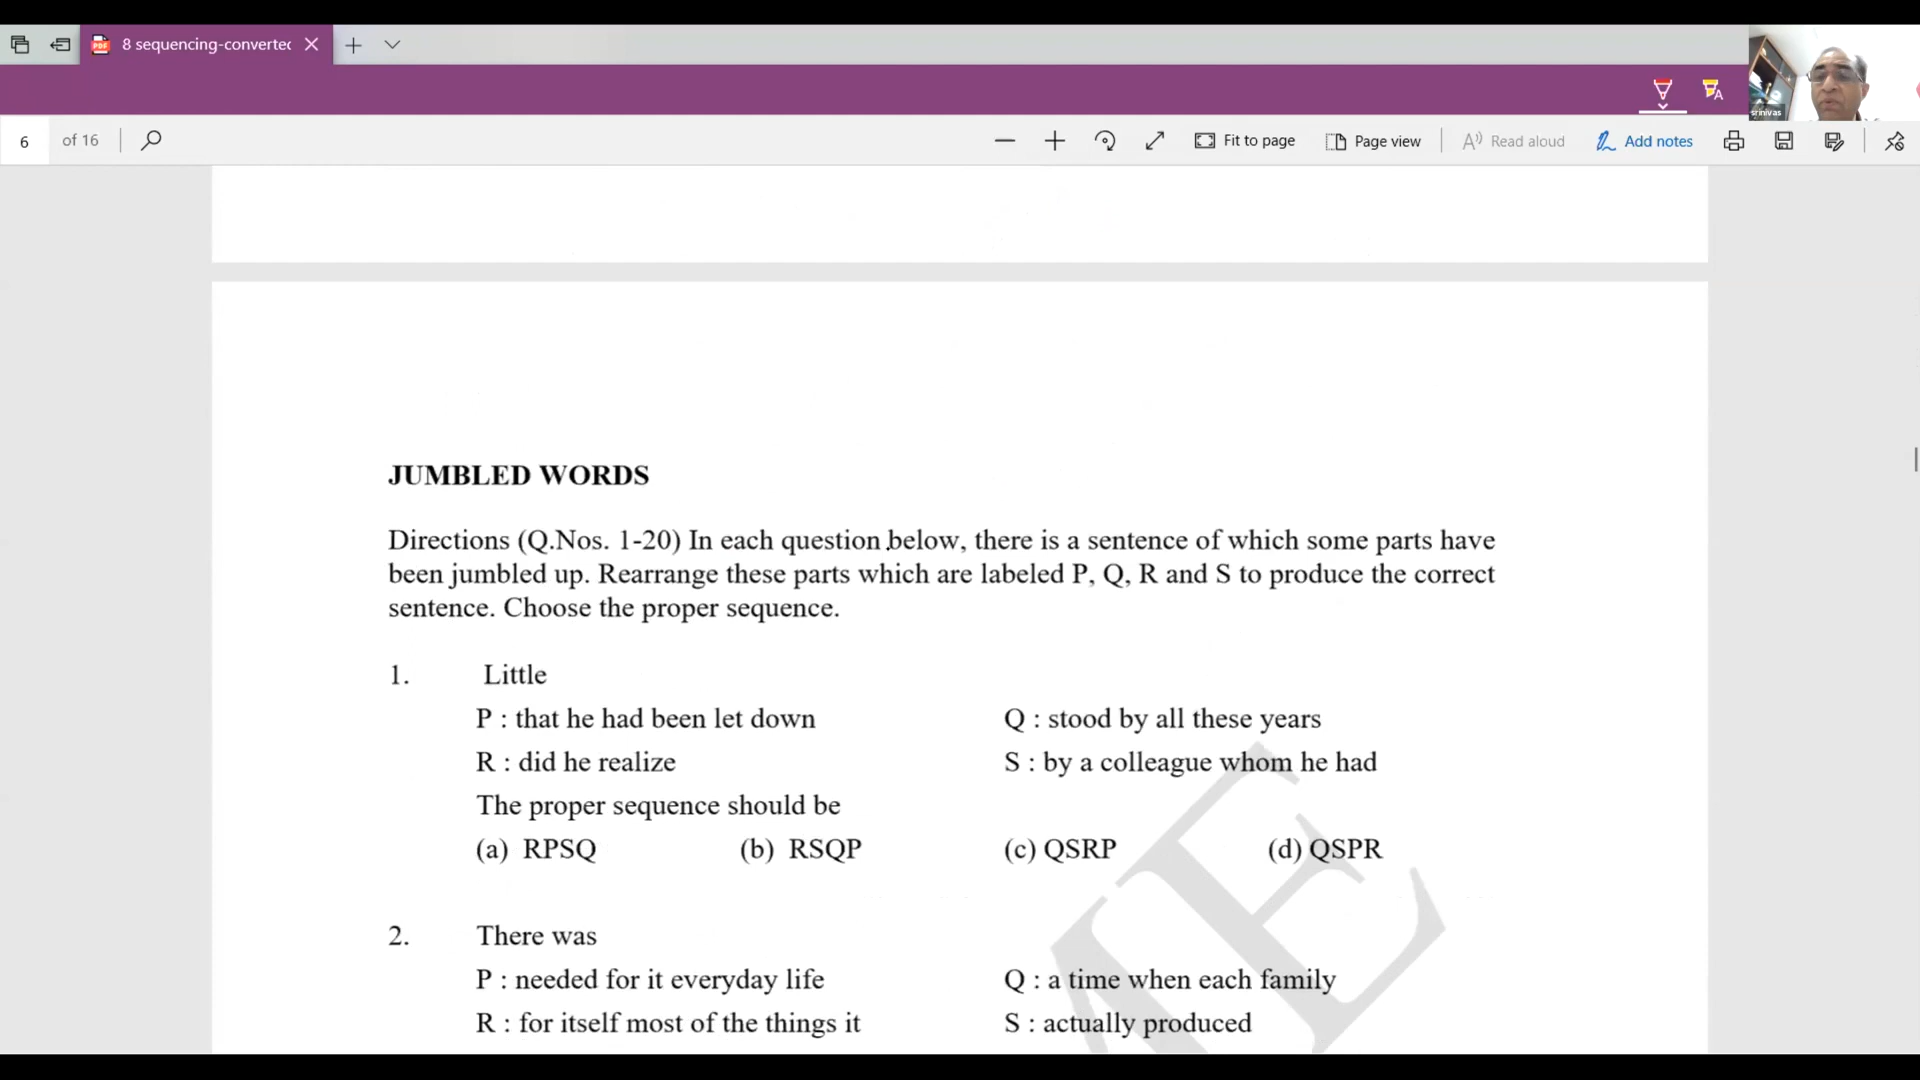 8 sequencing-converted
srinivas
6 of 16
Fit to page
Page view
Read aloud
Add notes
JUMBLED WORDS
Directions (Q.Nos. 1-20) In each question below, there is a sentence of which some parts have
been jumbled up. Rearrange these parts which are labeled P, Q, R and S to produce the correct
sentence. Choose the proper sequence.
1. Little
P : that he had been let down Q : stood by all these years
R : did he realize S : by a colleague whom he had
The proper sequence should be
(a) RPSQ (b) RSQP (c) QSRP (d) QSPR
2. There was
P : needed for it everyday life Q : a time when each family
R : for itself most of the things it S : actually produced
ME